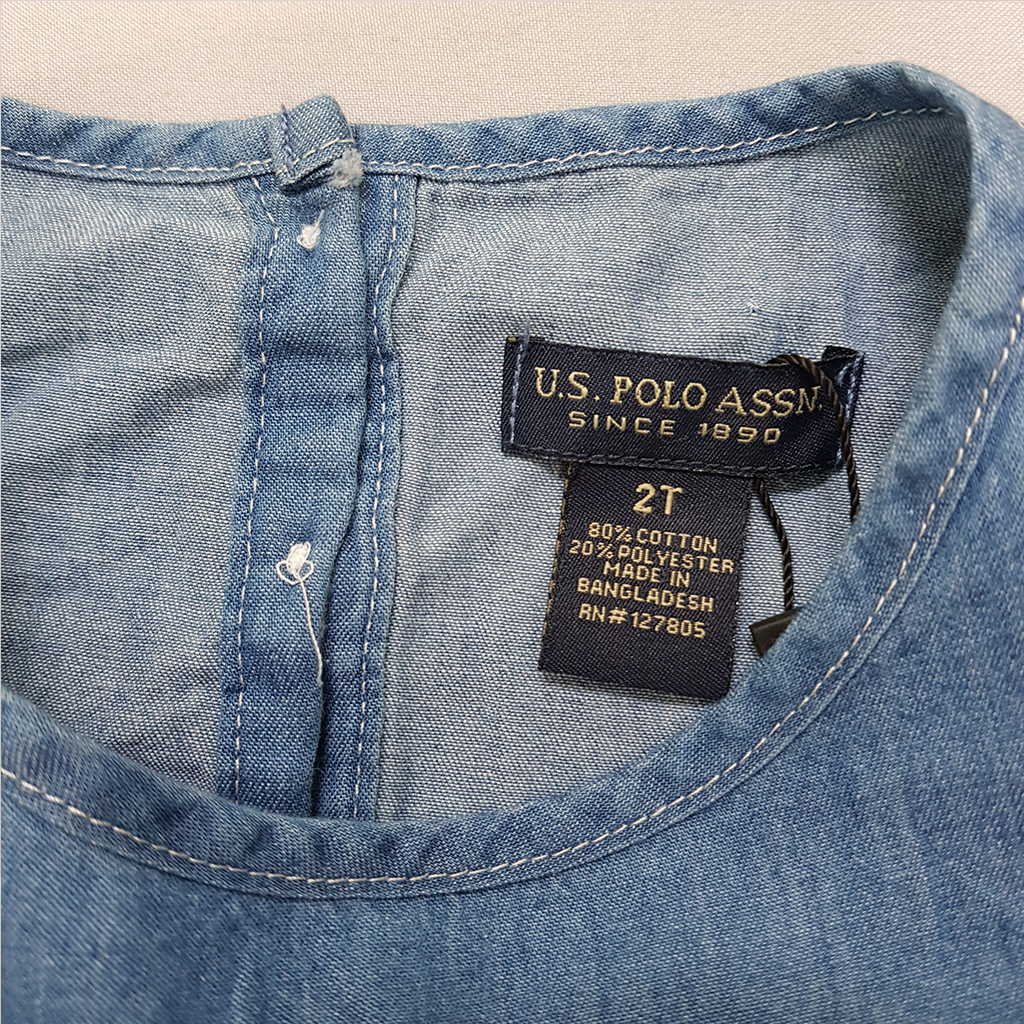 U.S. POLO ASSN.
SINCE 1890
2T
80% COTTON
20% POLYESTER
MADE IN
BANGLADESH
RN#127805